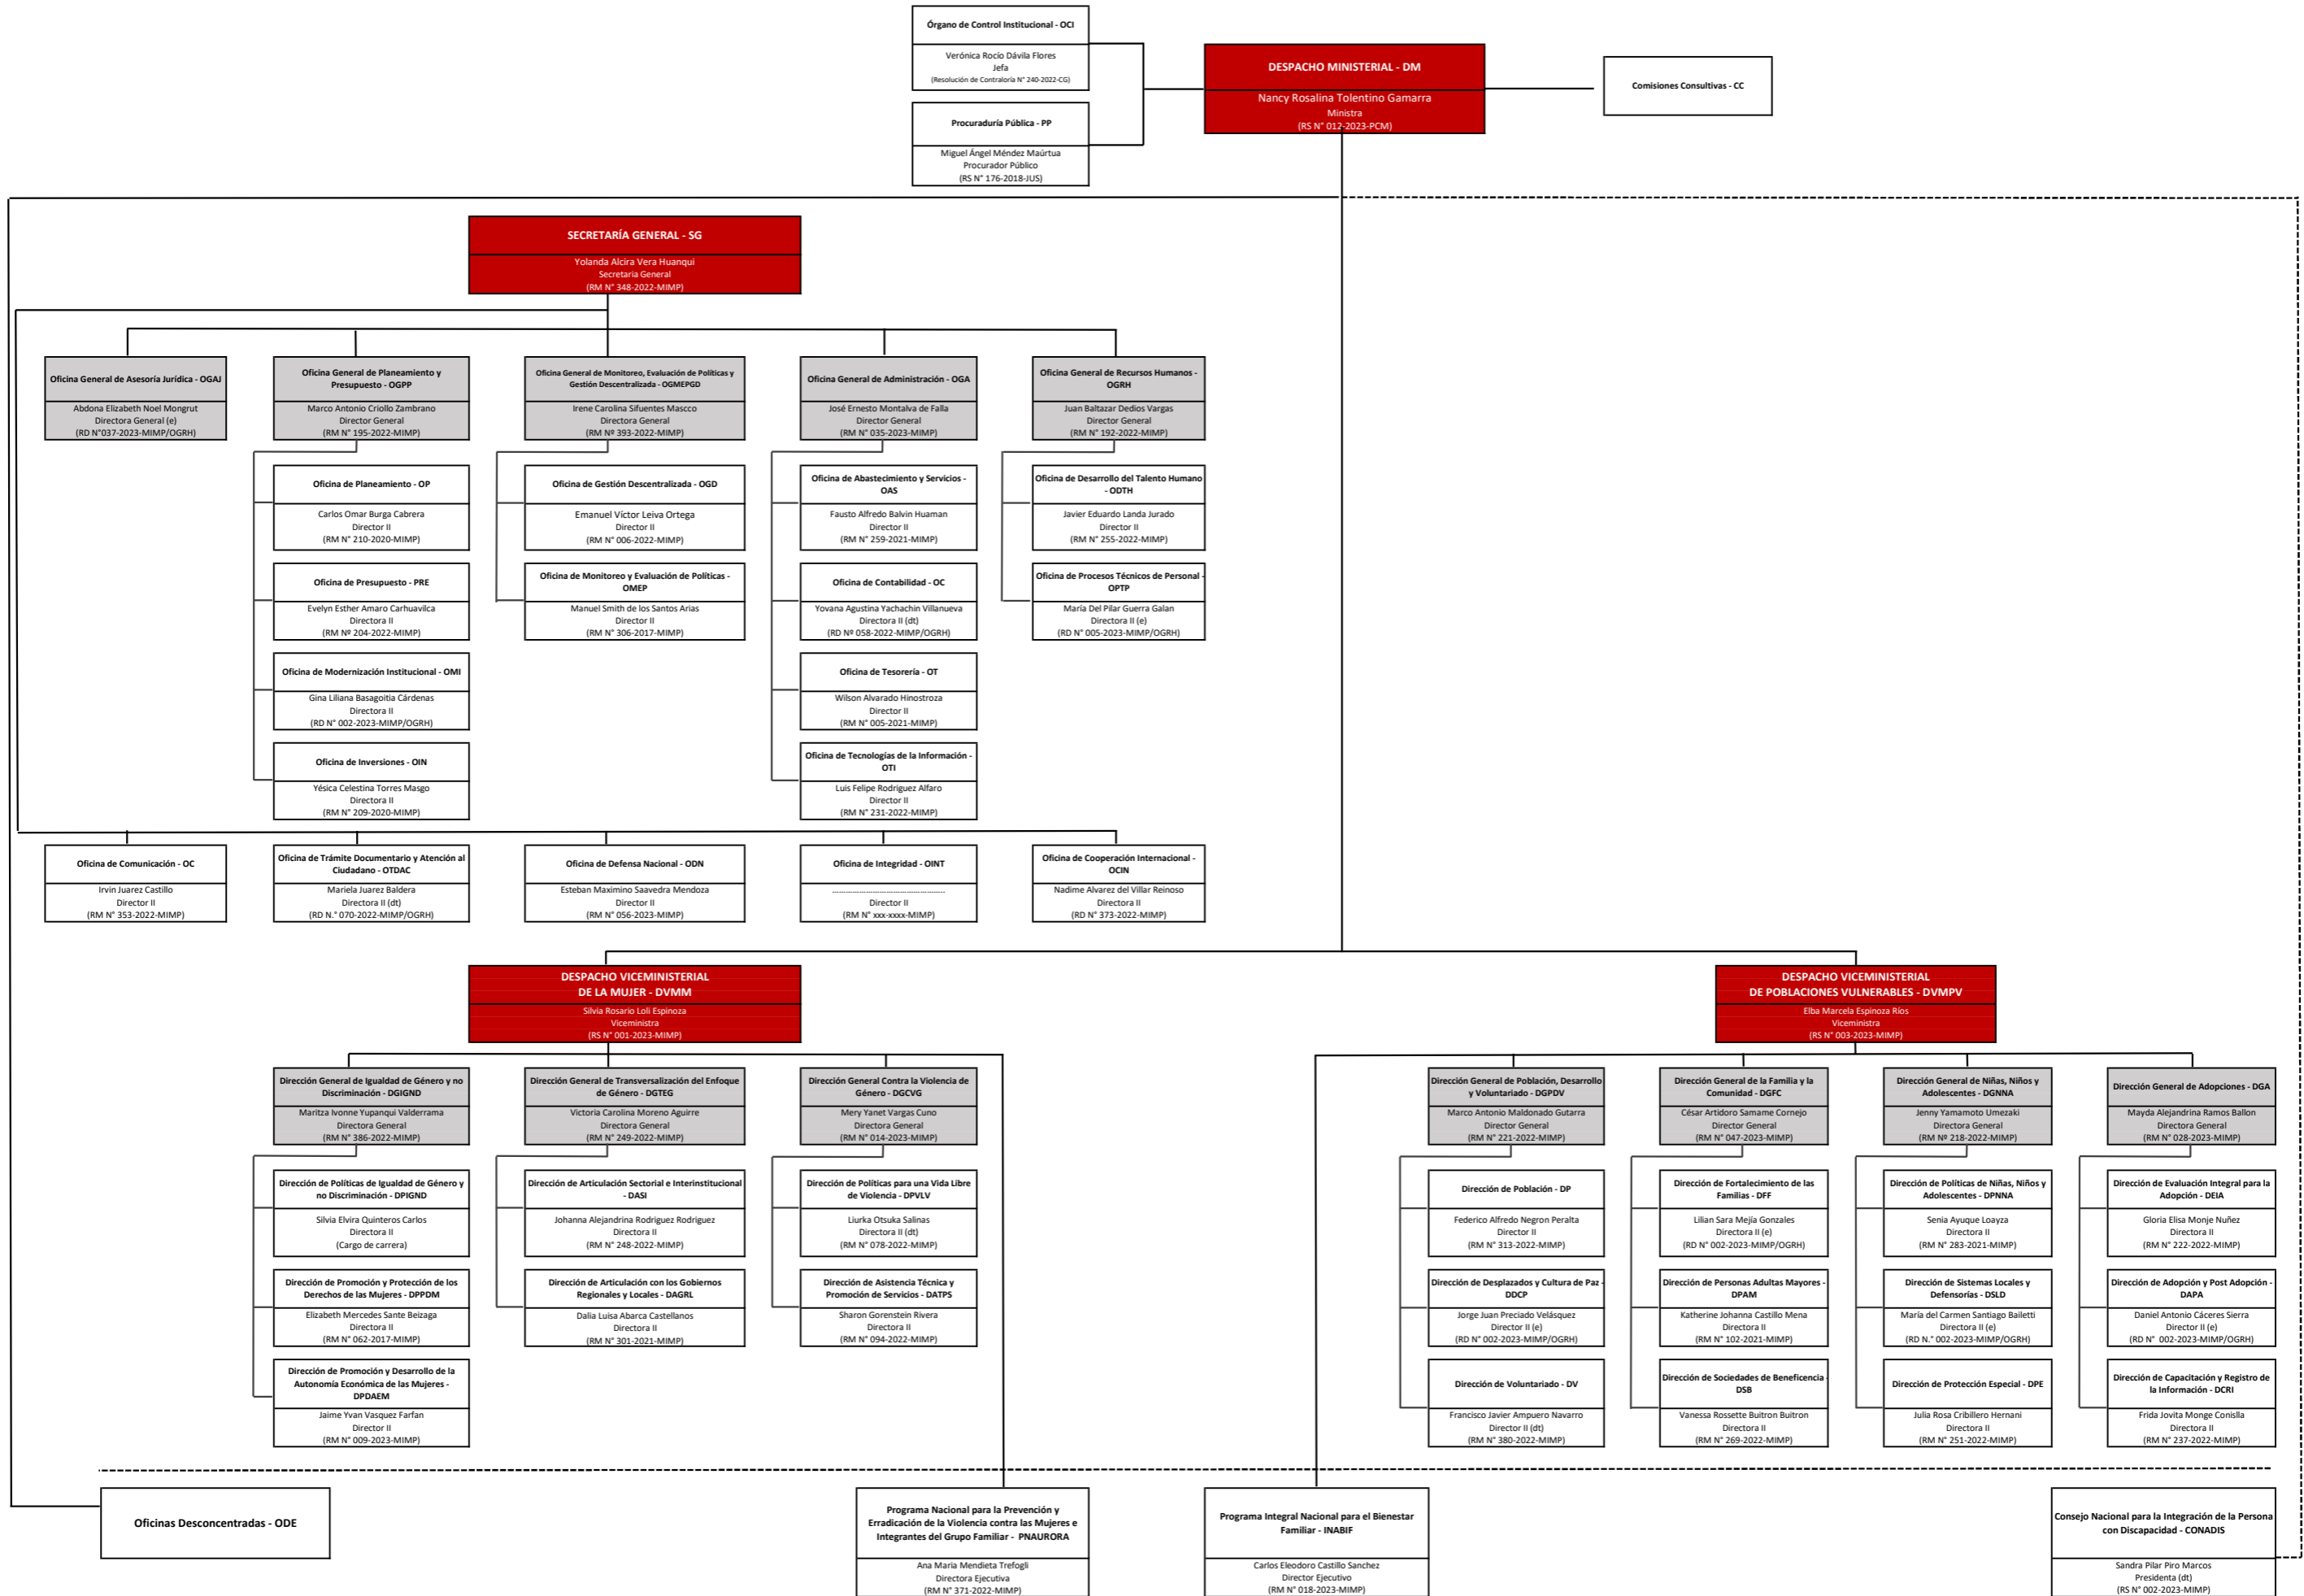 Órgano de Control Institucional - OCI
Verónica Rocío Dávila Flores
Jefa
(Resolución de Contraloría N° 240-2022-CG)
Procuraduría Pública - PP
Miguel Ángel Méndez Maúrtua
Procurador Público
(RS N° 176-2018-JUS)
DESPACHO MINISTERIAL - DM
Nancy Rosalina Tolentino Gamarra
Ministra
(RS N° 012-2023-PCM)
Comisiones Consultivas - CC
SECRETARÍA GENERAL - SG
Yolanda Alcira Vera Huanqui
Secretaria General
(RM N° 348-2022-MIMP)
Oficina General de Asesoría Jurídica - OGAJ
Abdona Elizabeth Noel Mongrut
Directora General (e)
(RD N°037-2023-MIMP/OGRH)
Oficina General de Planeamiento y
Presupuesto - OGPP
Marco Antonio Criollo Zambrano
Director General
(RM N° 195-2022-MIMP)
Oficina General de Monitoreo, Evaluación de Políticas y
Gestión Descentralizada - OGMEPGD
Irene Carolina Sifuentes Mascco
Directora General
(RM Nº 393-2022-MIMP)
Oficina General de Administración - OGA
José Ernesto Montalva de Falla
Director General
(RM N° 035-2023-MIMP)
Oficina General de Recursos Humanos -
OGRH
Juan Baltazar Dedios Vargas
Director General
(RM N° 192-2022-MIMP)
Oficina de Planeamiento - OP
Carlos Omar Burga Cabrera
Director II
(RM N° 210-2020-MIMP)
Oficina de Gestión Descentralizada - OGD
Emanuel Víctor Leiva Ortega
Director II
(RM N° 006-2022-MIMP)
Oficina de Abastecimiento y Servicios -
OAS
Fausto Alfredo Balvin Huaman
Director II
(RM N° 259-2021-MIMP)
Oficina de Desarrollo del Talento Humano
- ODTH
Javier Eduardo Landa Jurado
Director II
(RM N° 255-2022-MIMP)
Oficina de Presupuesto - PRE
Evelyn Esther Amaro Carhuavilca
Directora II
(RM Nº 204-2022-MIMP)
Oficina de Monitoreo y Evaluación de Políticas -
OMEP
Manuel Smith de los Santos Arias
Director II
(RM N° 306-2017-MIMP)
Oficina de Contabilidad - OC
Yovana Agustina Yachachin Villanueva
Directora II (dt)
(RD Nº 058-2022-MIMP/OGRH)
Oficina de Procesos Técnicos de Personal -
OPTP
María Del Pilar Guerra Galan
Directora II (e)
(RD N° 005-2023-MIMP/OGRH)
Oficina de Modernización Institucional - OMI
Gina Liliana Basagoitia Cárdenas
Directora II
(RD N° 002-2023-MIMP/OGRH)
Oficina de Tesorería - OT
Wilson Alvarado Hinostroza
Director II
(RM N° 005-2021-MIMP)
Oficina de Inversiones - OIN
Yésica Celestina Torres Masgo
Directora II
(RM N° 209-2020-MIMP)
Oficina de Tecnologías de la Información -
OTI
Luis Felipe Rodriguez Alfaro
Director II
(RM N° 231-2022-MIMP)
Oficina de Comunicación - OC
Irvin Juarez Castillo
Director II
(RM N° 353-2022-MIMP)
Oficina de Trámite Documentario y Atención al
Ciudadano - OTDAC
Mariela Juarez Baldera
Directora II (dt)
(RD N.° 070-2022-MIMP/OGRH)
Oficina de Defensa Nacional - ODN
Esteban Maximino Saavedra Mendoza
Director II
(RM N° 056-2023-MIMP)
Oficina de Integridad - OINT
..............................................
Director II
(RM N° xxx-xxxx-MIMP)
Oficina de Cooperación Internacional -
OCIN
Nadime Alvarez del Villar Reinoso
Directora II
(RD N° 373-2022-MIMP)
DESPACHO VICEMINISTERIAL
DE LA MUJER - DVMM
Silvia Rosario Loli Espinoza
Viceministra
(RS N° 001-2023-MIMP)
DESPACHO VICEMINISTERIAL
DE POBLACIONES VULNERABLES - DVMPV
Elba Marcela Espinoza Ríos
Viceministra
(RS N° 003-2023-MIMP)
Dirección General de Igualdad de Género y no
Discriminación - DGIGND
Maritza Ivonne Yupanqui Valderrama
Directora General
(RM N° 386-2022-MIMP)
Dirección General de Transversalización del Enfoque
de Género - DGTEG
Victoria Carolina Moreno Aguirre
Directora General
(RM N° 249-2022-MIMP)
Dirección General Contra la Violencia de
Género - DGCVG
Mery Yanet Vargas Cuno
Directora General
(RM N° 014-2023-MIMP)
Dirección General de Población, Desarrollo
y Voluntariado - DGPDV
Marco Antonio Maldonado Gutarra
Director General
(RM N° 221-2022-MIMP)
Dirección General de la Familia y la
Comunidad - DGFC
César Artidoro Samame Cornejo
Director General
(RM N° 047-2023-MIMP)
Dirección General de Niñas, Niños y
Adolescentes - DGNNA
Jenny Yamamoto Umezaki
Directora General
(RM Nº 218-2022-MIMP)
Dirección General de Adopciones - DGA
Mayda Alejandrina Ramos Ballon
Directora General
(RM N° 028-2023-MIMP)
Dirección de Políticas de Igualdad de Género y
no Discriminación - DPIGND
Silvia Elvira Quinteros Carlos
Directora II
(Cargo de carrera)
Dirección de Articulación Sectorial e Interinstitucional
- DASI
Johanna Alejandrina Rodriguez Rodriguez
Directora II
(RM N° 248-2022-MIMP)
Dirección de Políticas para una Vida Libre
de Violencia - DPVLV
Liurka Otsuka Salinas
Directora II (dt)
(RM N° 078-2022-MIMP)
Dirección de Población - DP
Federico Alfredo Negron Peralta
Director II
(RM N° 313-2022-MIMP)
Dirección de Fortalecimiento de las
Familias - DFF
Lilian Sara Mejía Gonzales
Directora II (e)
(RD N° 002-2023-MIMP/OGRH)
Dirección de Políticas de Niñas, Niños y
Adolescentes - DPNNA
Senia Ayuque Loayza
Directora II
(RM N° 283-2021-MIMP)
Dirección de Evaluación Integral para la
Adopción - DEIA
Gloria Elisa Monje Nuñez
Directora II
(RM N° 222-2022-MIMP)
Dirección de Promoción y Protección de los
Derechos de las Mujeres - DPPDM
Elizabeth Mercedes Sante Beizaga
Directora II
(RM N° 062-2017-MIMP)
Dirección de Articulación con los Gobiernos
Regionales y Locales - DAGRL
Dalia Luisa Abarca Castellanos
Directora II
(RM N° 301-2021-MIMP)
Dirección de Asistencia Técnica y
Promoción de Servicios - DATPS
Sharon Gorenstein Rivera
Directora II
(RM N° 094-2022-MIMP)
Dirección de Desplazados y Cultura de Paz -
DDCP
Jorge Juan Preciado Velásquez
Director II (e)
(RD N° 002-2023-MIMP/OGRH)
Dirección de Personas Adultas Mayores -
DPAM
Katherine Johanna Castillo Mena
Directora II
(RM N° 102-2021-MIMP)
Dirección de Sistemas Locales y
Defensorías - DSLD
María del Carmen Santiago Bailetti
Directora II (e)
(RD N.° 002-2023-MIMP/OGRH)
Dirección de Adopción y Post Adopción -
DAPA
Daniel Antonio Cáceres Sierra
Director II (e)
(RD N° 002-2023-MIMP/OGRH)
Dirección de Promoción y Desarrollo de la
Autonomía Económica de las Mujeres -
DPDAEM
Jaime Yvan Vasquez Farfan
Director II
(RM N° 009-2023-MIMP)
Dirección de Voluntariado - DV
Francisco Javier Ampuero Navarro
Director II (dt)
(RM N° 380-2022-MIMP)
Dirección de Sociedades de Beneficencia -
DSB
Vanessa Rossette Buitron Buitron
Directora II
(RM N° 269-2022-MIMP)
Dirección de Protección Especial - DPE
Julia Rosa Cribillero Hernani
Directora II
(RM N° 251-2022-MIMP)
Dirección de Capacitación y Registro de
la Información - DCRI
Frida Jovita Monge Conislla
Directora II
(RM N° 237-2022-MIMP)
Oficinas Desconcentradas - ODE
Programa Nacional para la Prevención y
Erradicación de la Violencia contra las Mujeres e
Integrantes del Grupo Familiar - PNAURORA
Ana Maria Mendieta Trefogli
Directora Ejecutiva
(RM N° 371-2022-MIMP)
Programa Integral Nacional para el Bienestar
Familiar - INABIF
Carlos Eleodoro Castillo Sanchez
Director Ejecutivo
(RM N° 018-2023-MIMP)
Consejo Nacional para la Integración de la Persona
con Discapacidad - CONADIS
Sandra Pilar Piro Marcos
Presidenta (dt)
(RS N° 002-2023-MIMP)